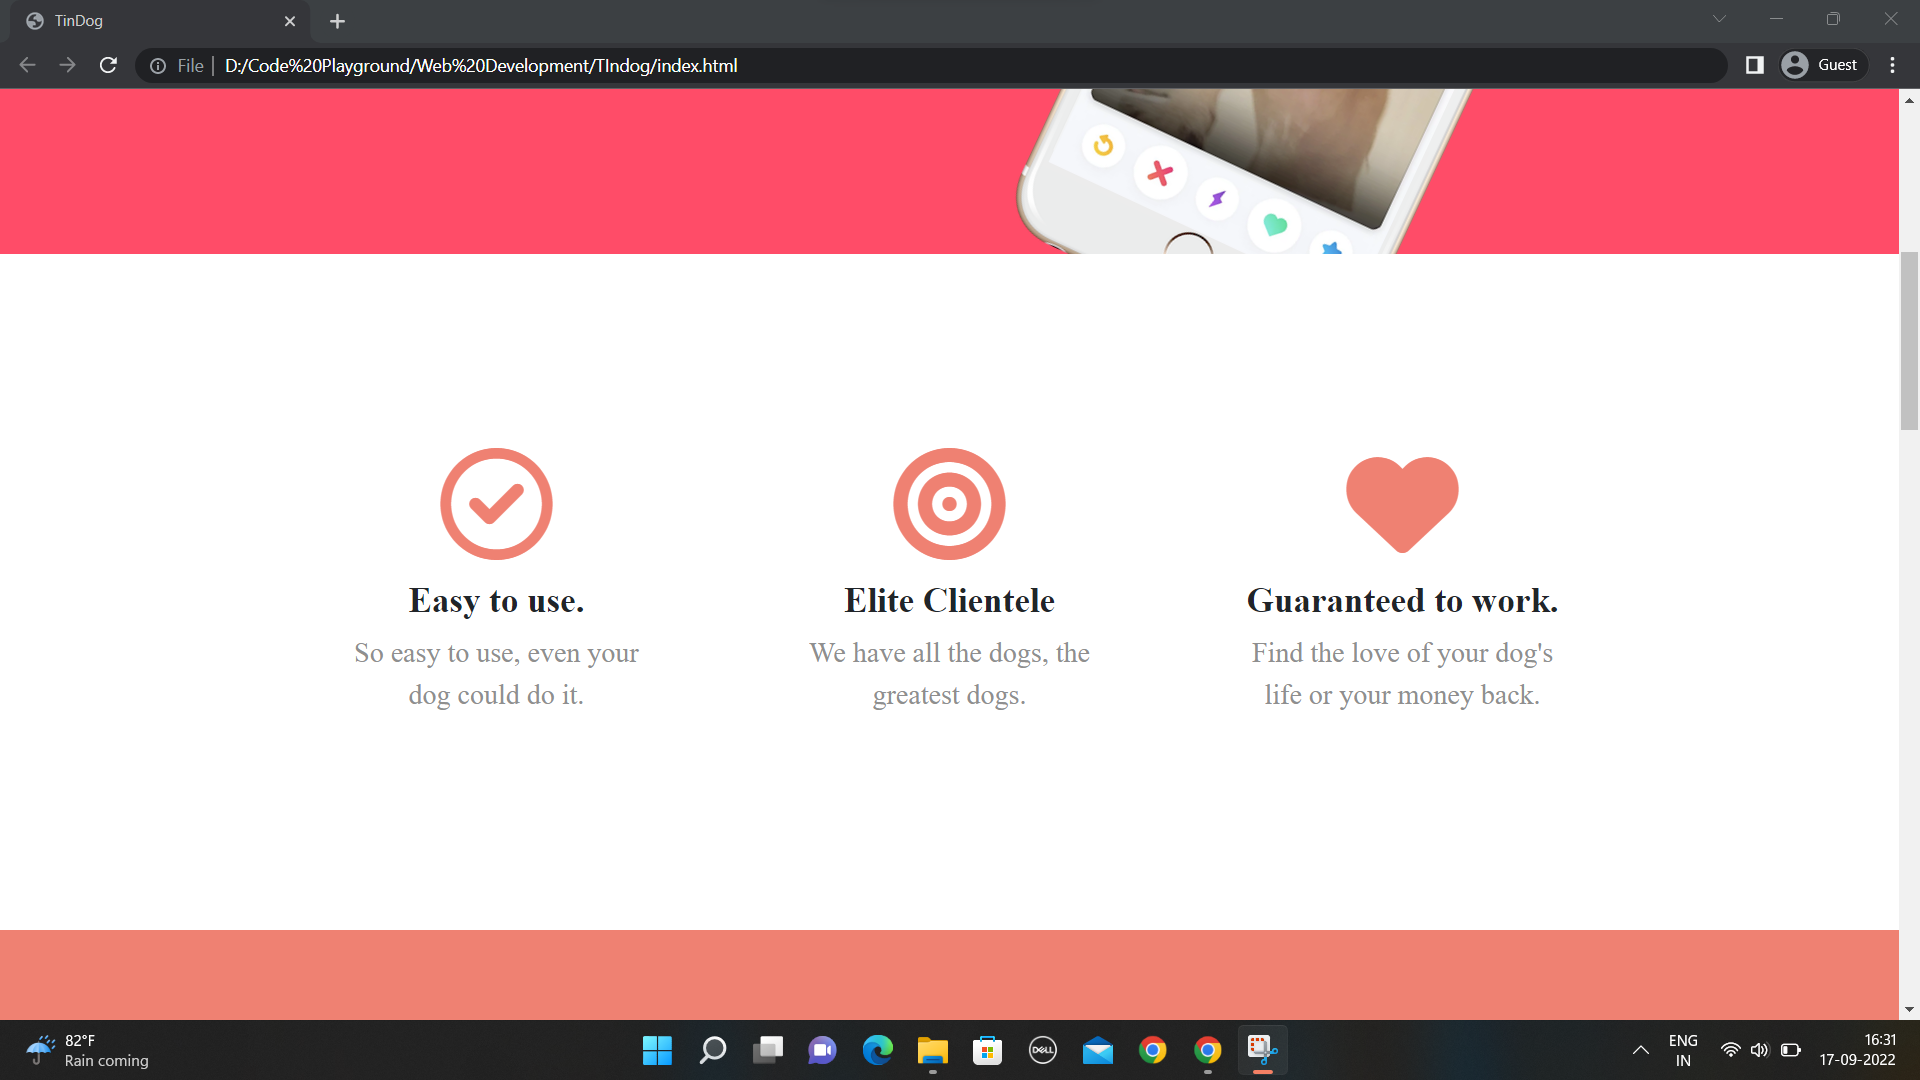 TinDog
File
D:/Code%20Playground/Web%20Development/TIndog/index.html
Guest
Easy to use.
So easy to use, even your
dog could do it.
Elite Clientele
We have all the dogs, the
greatest dogs.
Guaranteed to work.
Find the love of your dog's
life or your money back.
82°F
Rain coming
DELL
ENG
IN
16:31
17-09-2022